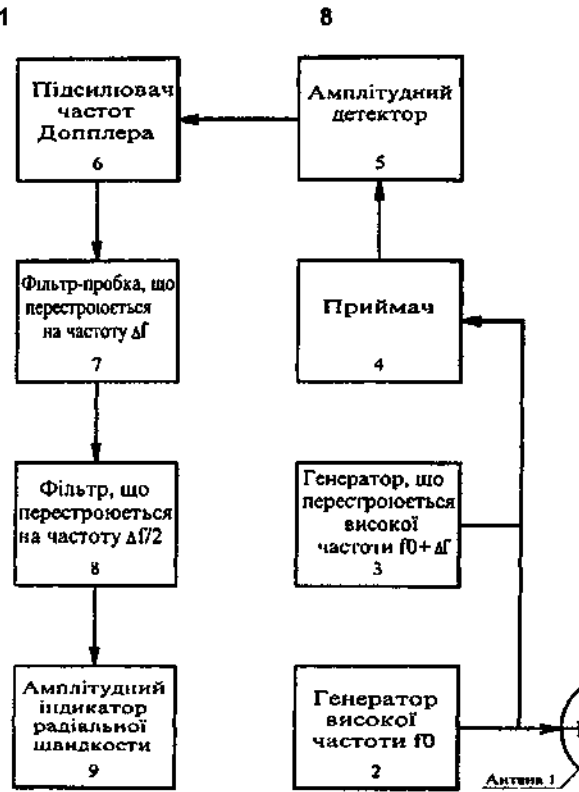 1
8
Підсилювач
частот
Допплера
6
Амплітудний
детектор
5
Фільтр-пробка, що
перестроюється
на частоту Δf
7
Приймач
4
Фільтр, що
перестроюється
на частоту Δf/2
8
Генератор, що
перестроюється
високої
частоти f0+ Δf
3
Амплітудний
індикатор
радіальної
швидкости
9
Генератор
високої
частоти f0
2
Антена 1